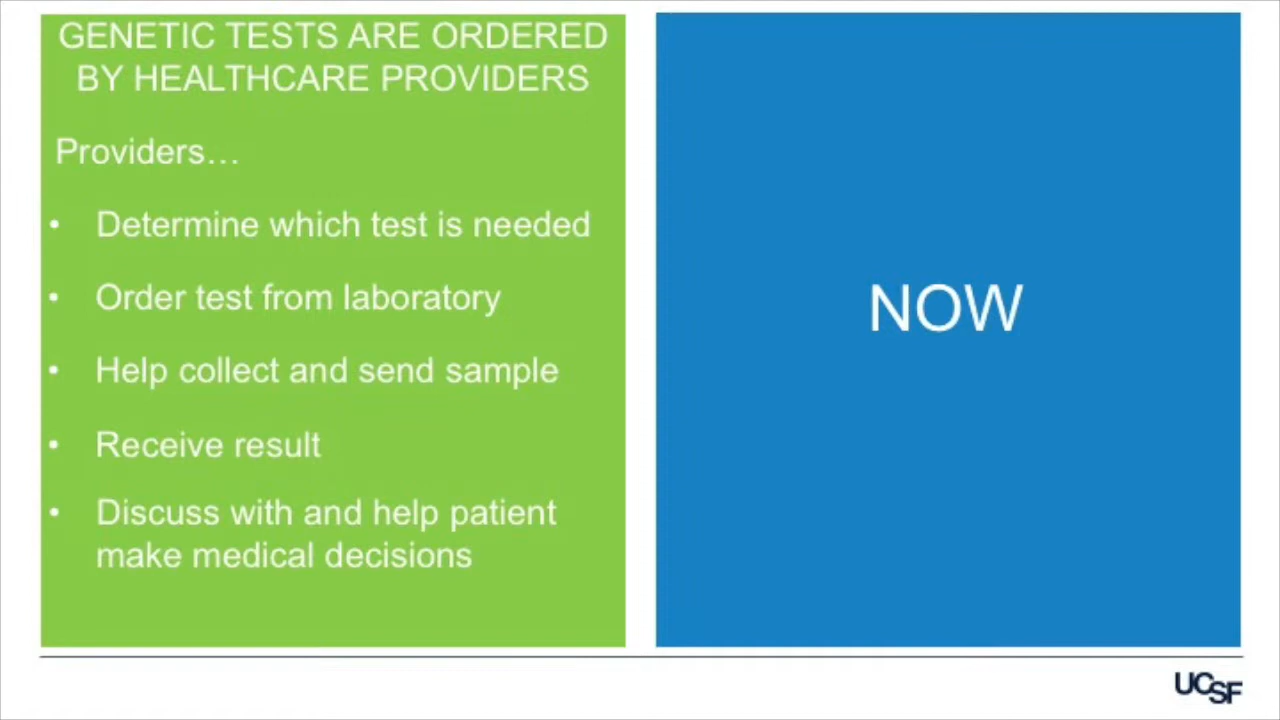 GENETIC TESTS ARE ORDERED
BY HEALTHCARE PROVIDERS
Providers…
• Determine which test is needed
• Order test from laboratory
• Help collect and send sample
• Receive result
• Discuss with and help patient
make medical decisions
NOW
UCSF